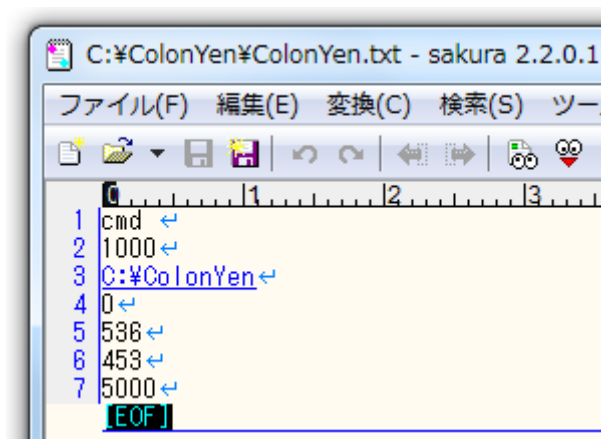 C:¥ColonYen¥ColonYen.txt - sakura 2.2.0.1
ファイル(F) 編集(E) 変換(C) 検索(S) ツー
0 1 2 3
1 cmd ↵
2 1000↵
3 C:¥ColonYen↵
4 0↵
5 536↵
6 453↵
7 5000↵
[EOF]